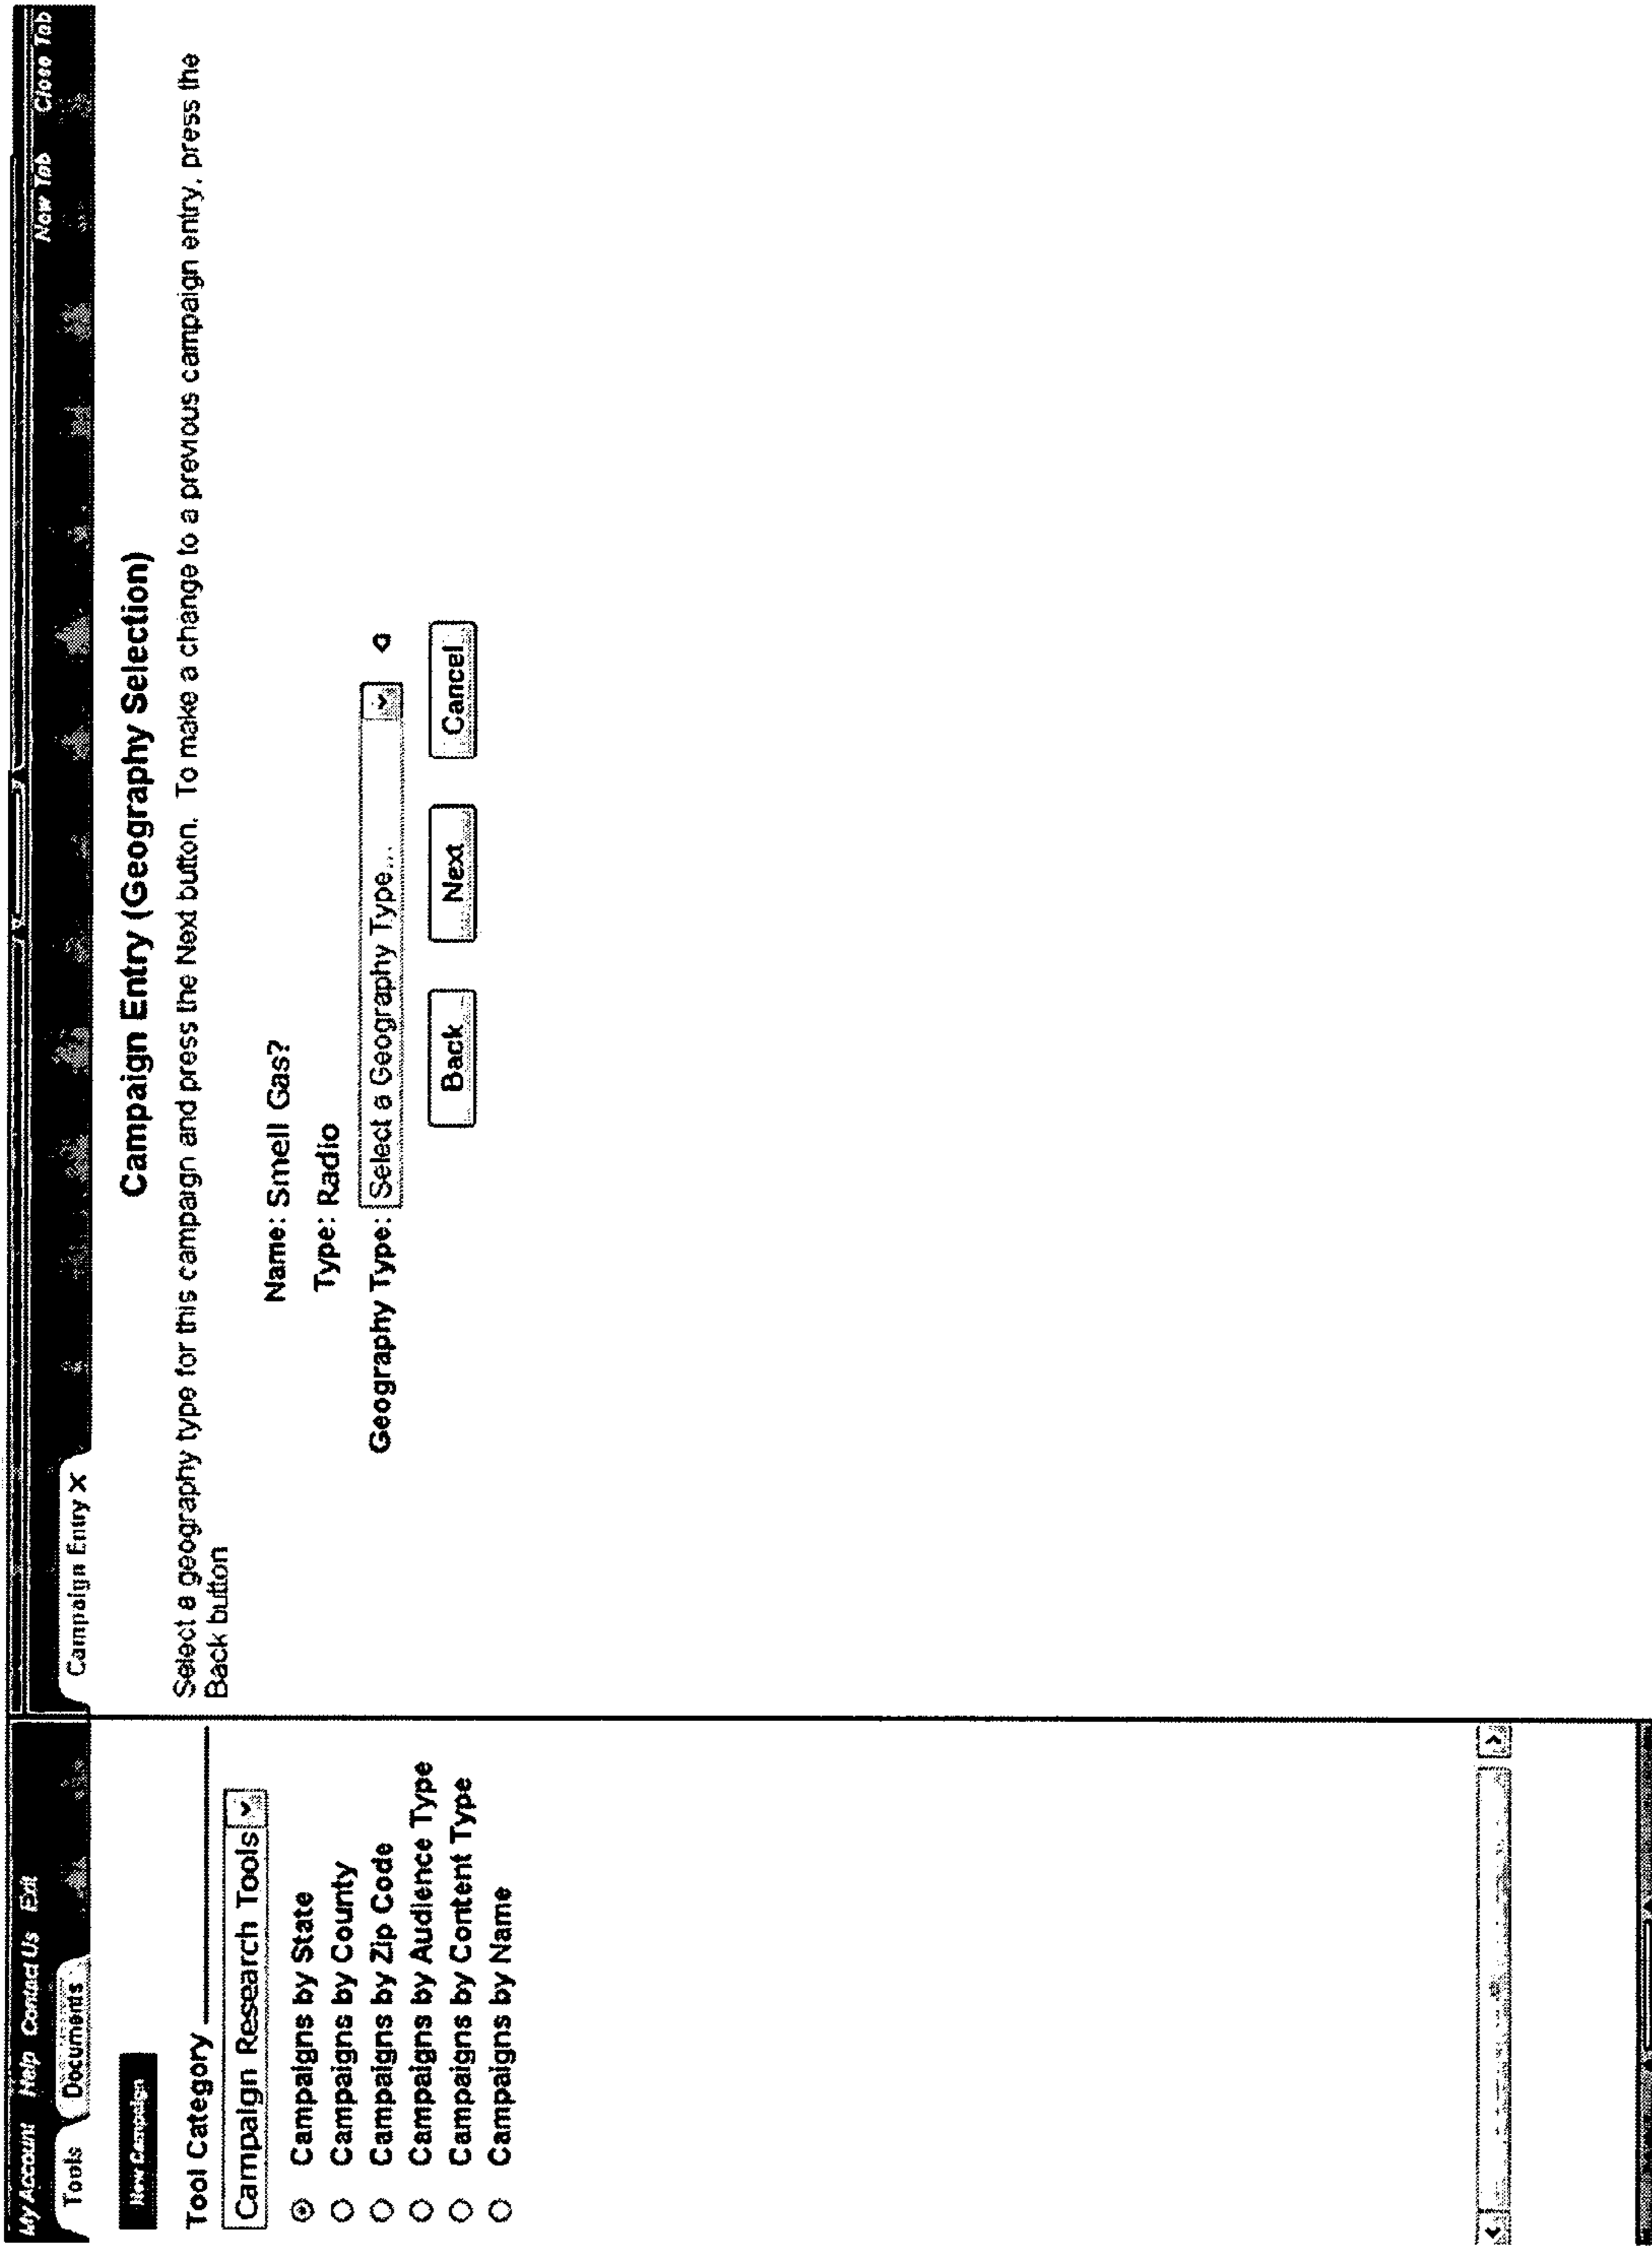 My Account Help Contact Us Exit
Tools Documents
New Campaign
Tool Category
Campaign Research Tools
Campaigns by State
Campaigns by County
Campaigns by Zip Code
Campaigns by Audience Type
Campaigns by Content Type
Campaigns by Name
New Tab Close Tab
Campaign Entry X
Campaign Entry (Geography Selection)
Select a geography type for this campaign and press the Next button. To make a change to a previous campaign entry, press the
Back button
Name: Smell Gas?
Type: Radio
Geography Type: Select a Geography Type...
Back Next Cancel